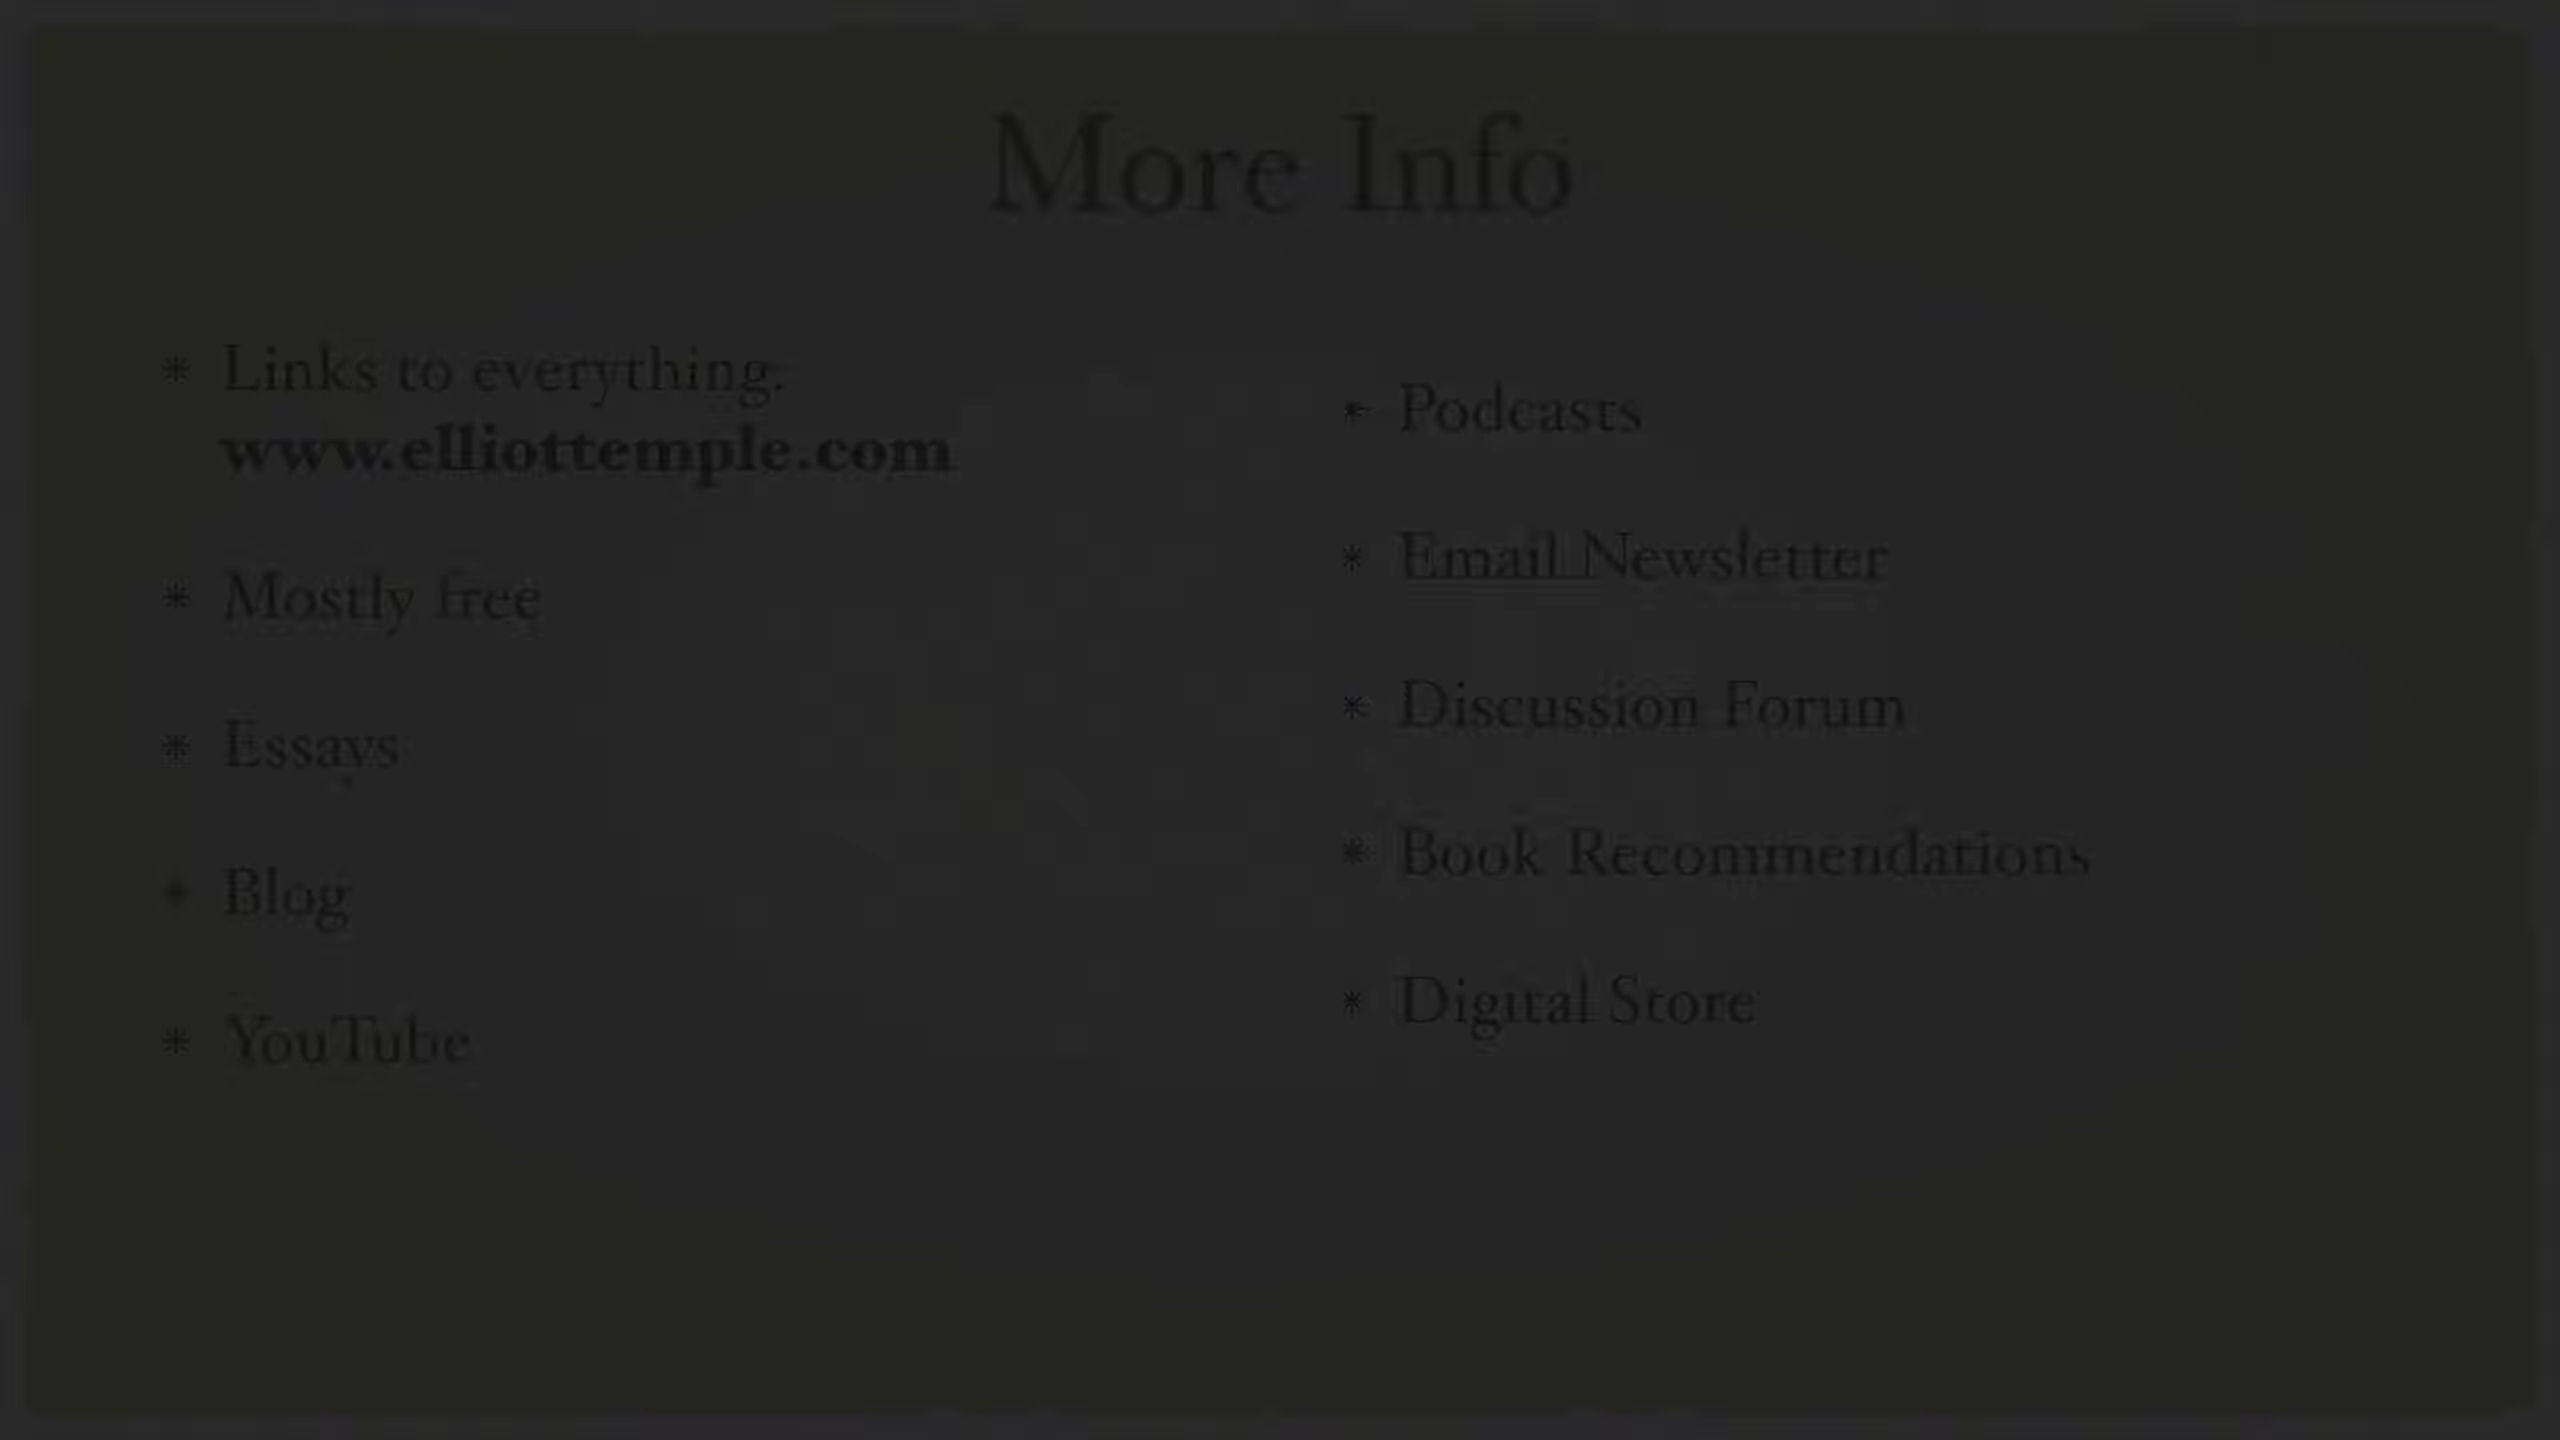 More Info
* Links to everything:
www.elliottemple.com
* Mostly free
* Essays
* Blog
* YouTube
* Podcasts
* Email Newsletter
* Discussion Forum
* Book Recommendations
* Digital Store